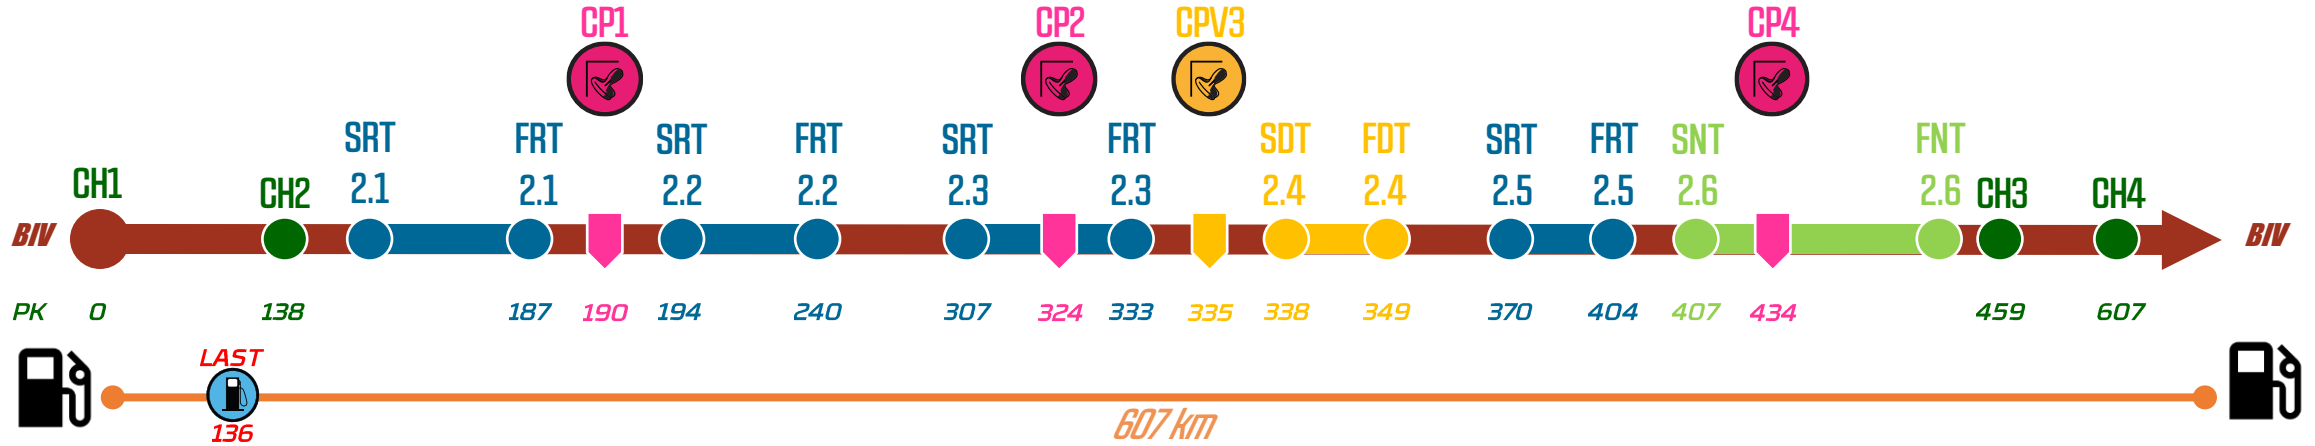 CP1 CP2 CPV3 CP4
SRT FRT SRT FRT SRT FRT SDT FDT SRT FRT SNT FNT
CH1 CH2 2.1 2.1 2.2 2.2 2.3 2.3 2.4 2.4 2.5 2.5 2.6 2.6 CH3 CH4
BIV BIV
PK 0 138 187 190 194 240 307 324 333 335 338 349 370 404 407 434 459 607
LAST
136
607 km